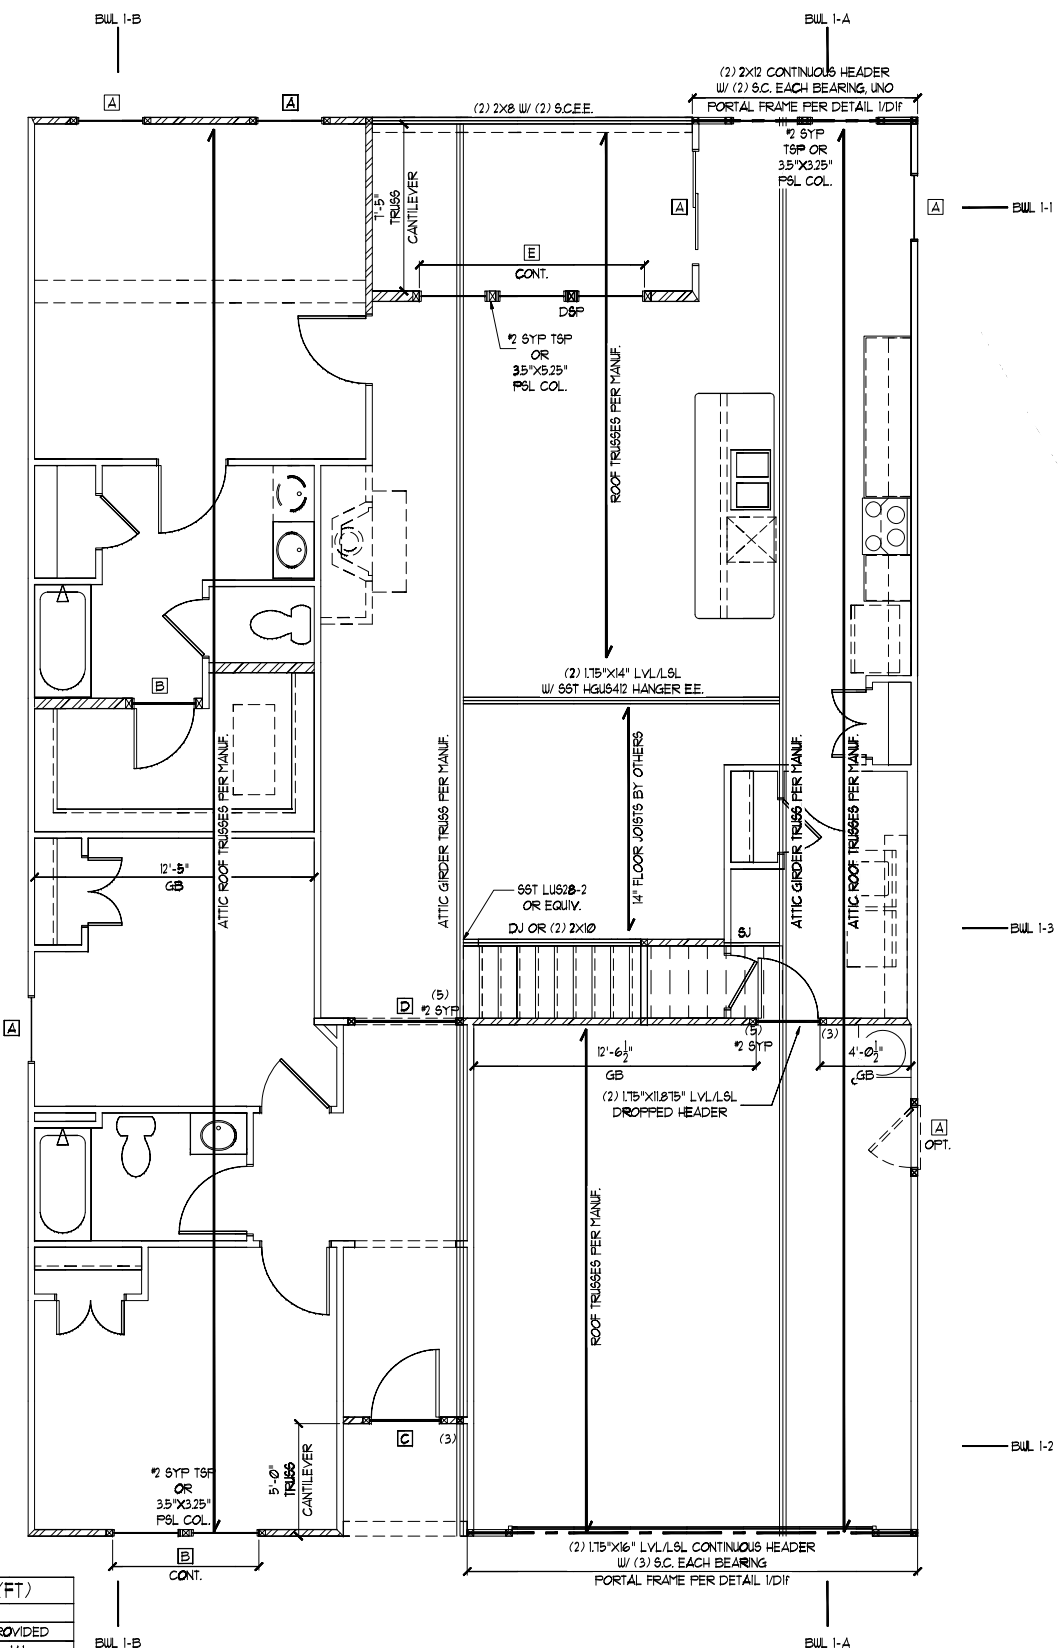 BWL 1-B
BWL 1-A
(2) 2X12 CONTINUOUS HEADER
W/ (2) S.C. EACH BEARING, UNO
PORTAL FRAME PER DETAIL 1/D1f
A
A
(2) 2X8 W/ (2) S.C.E.E.
#2 SYP
TSP OR
3.5"X3.25"
PSL COL.
7'-5"
TRUSS
CANTILEVER
A
A
BWL 1-1
E
CONT.
DSP
#2 SYP TSP
OR
3.5"X5.25"
PSL COL.
ROOF TRUSSES PER MANUF.
(2) 1.75"X14" LVL/LSL
W/ SST HGUS412 HANGER E.E.
B
ATTIC ROOF TRUSSES PER MANUF.
ATTIC GIRDER TRUSS PER MANUF.
14" FLOOR JOISTS BY OTHERS
ATTIC GIRDER TRUSS PER MANUF.
ATTIC ROOF TRUSSES PER MANUF.
12'-5"
GB
SST LUS28-2
OR EQUIV.
DJ OR (2) 2X10
SJ
BWL 1-3
A
D
(5)
#2 SYP
(5)
#2 SYP
(3)
12'-6½"
GB
4'-0½"
GB
(2) 1.75"X11.875" LVL/LSL
DROPPED HEADER
A
OPT.
ROOF TRUSSES PER MANUF.
C
(3)
5'-0"
TRUSS
CANTILEVER
BWL 1-2
#2 SYP TSP
OR
3.5"X3.25"
PSL COL.
B
CONT.
(2) 1.75"X16" LVL/LSL CONTINUOUS HEADER
W/ (3) S.C. EACH BEARING
PORTAL FRAME PER DETAIL 1/D1f
(FT)
ROVIDED
BWL 1-B
BWL 1-A